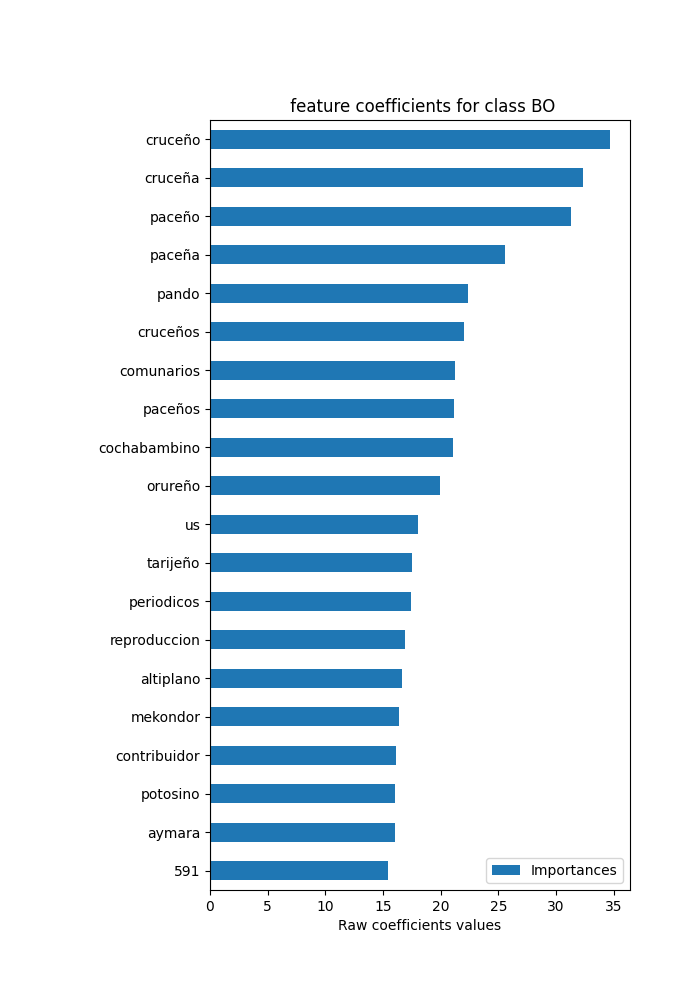 feature coefficients for class BO
cruceño
cruceña
paceño
paceña
pando
cruceños
comunarios
paceños
cochabambino
orureño
us
tarijeño
periodicos
reproduccion
altiplano
mekondor
contribuidor
potosino
aymara
591
Importances
0 5 10 15 20 25 30 35
Raw coefficients values